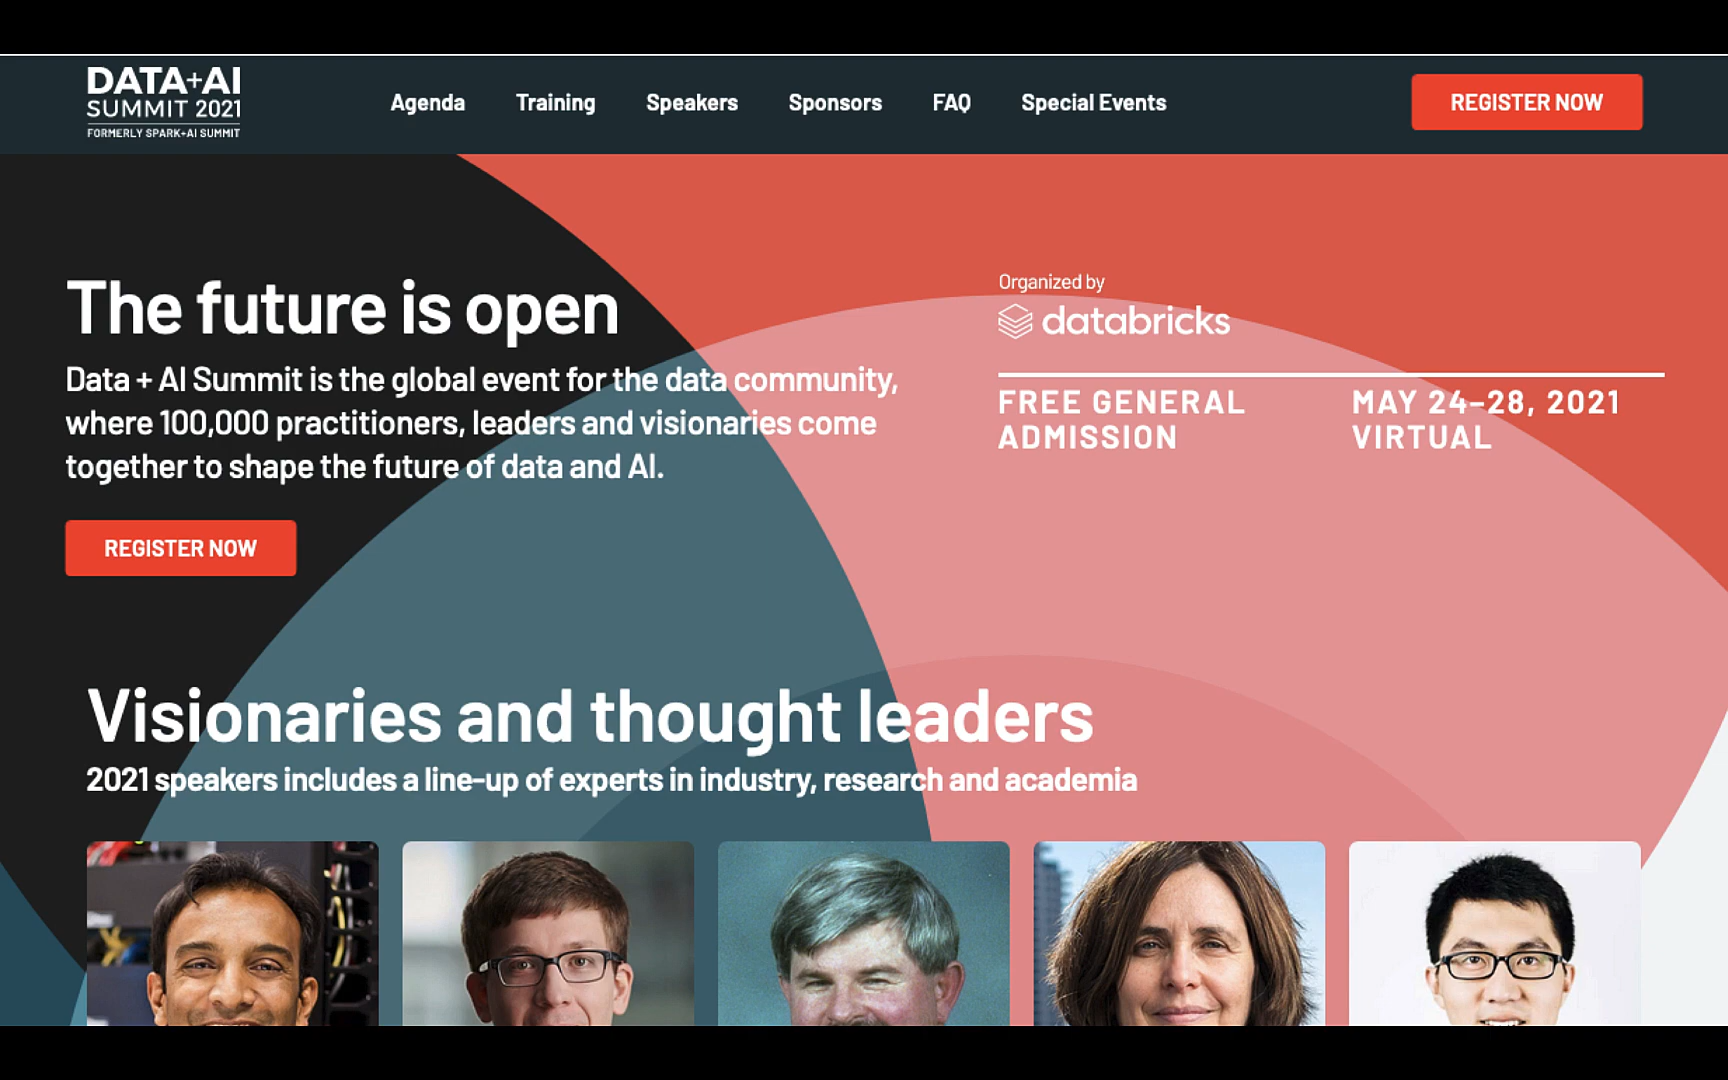 DATA+AI
SUMMIT 2021
FORMERLY SPARK+AI SUMMIT
Agenda
Training
Speakers
Sponsors
FAQ
Special Events
REGISTER NOW
The future is open
Data + AI Summit is the global event for the data community,
where 100,000 practitioners, leaders and visionaries come
together to shape the future of data and AI.
REGISTER NOW
Organized by
databricks
FREE GENERAL
ADMISSION
MAY 24–28, 2021
VIRTUAL
Visionaries and thought leaders
2021 speakers includes a line-up of experts in industry, research and academia